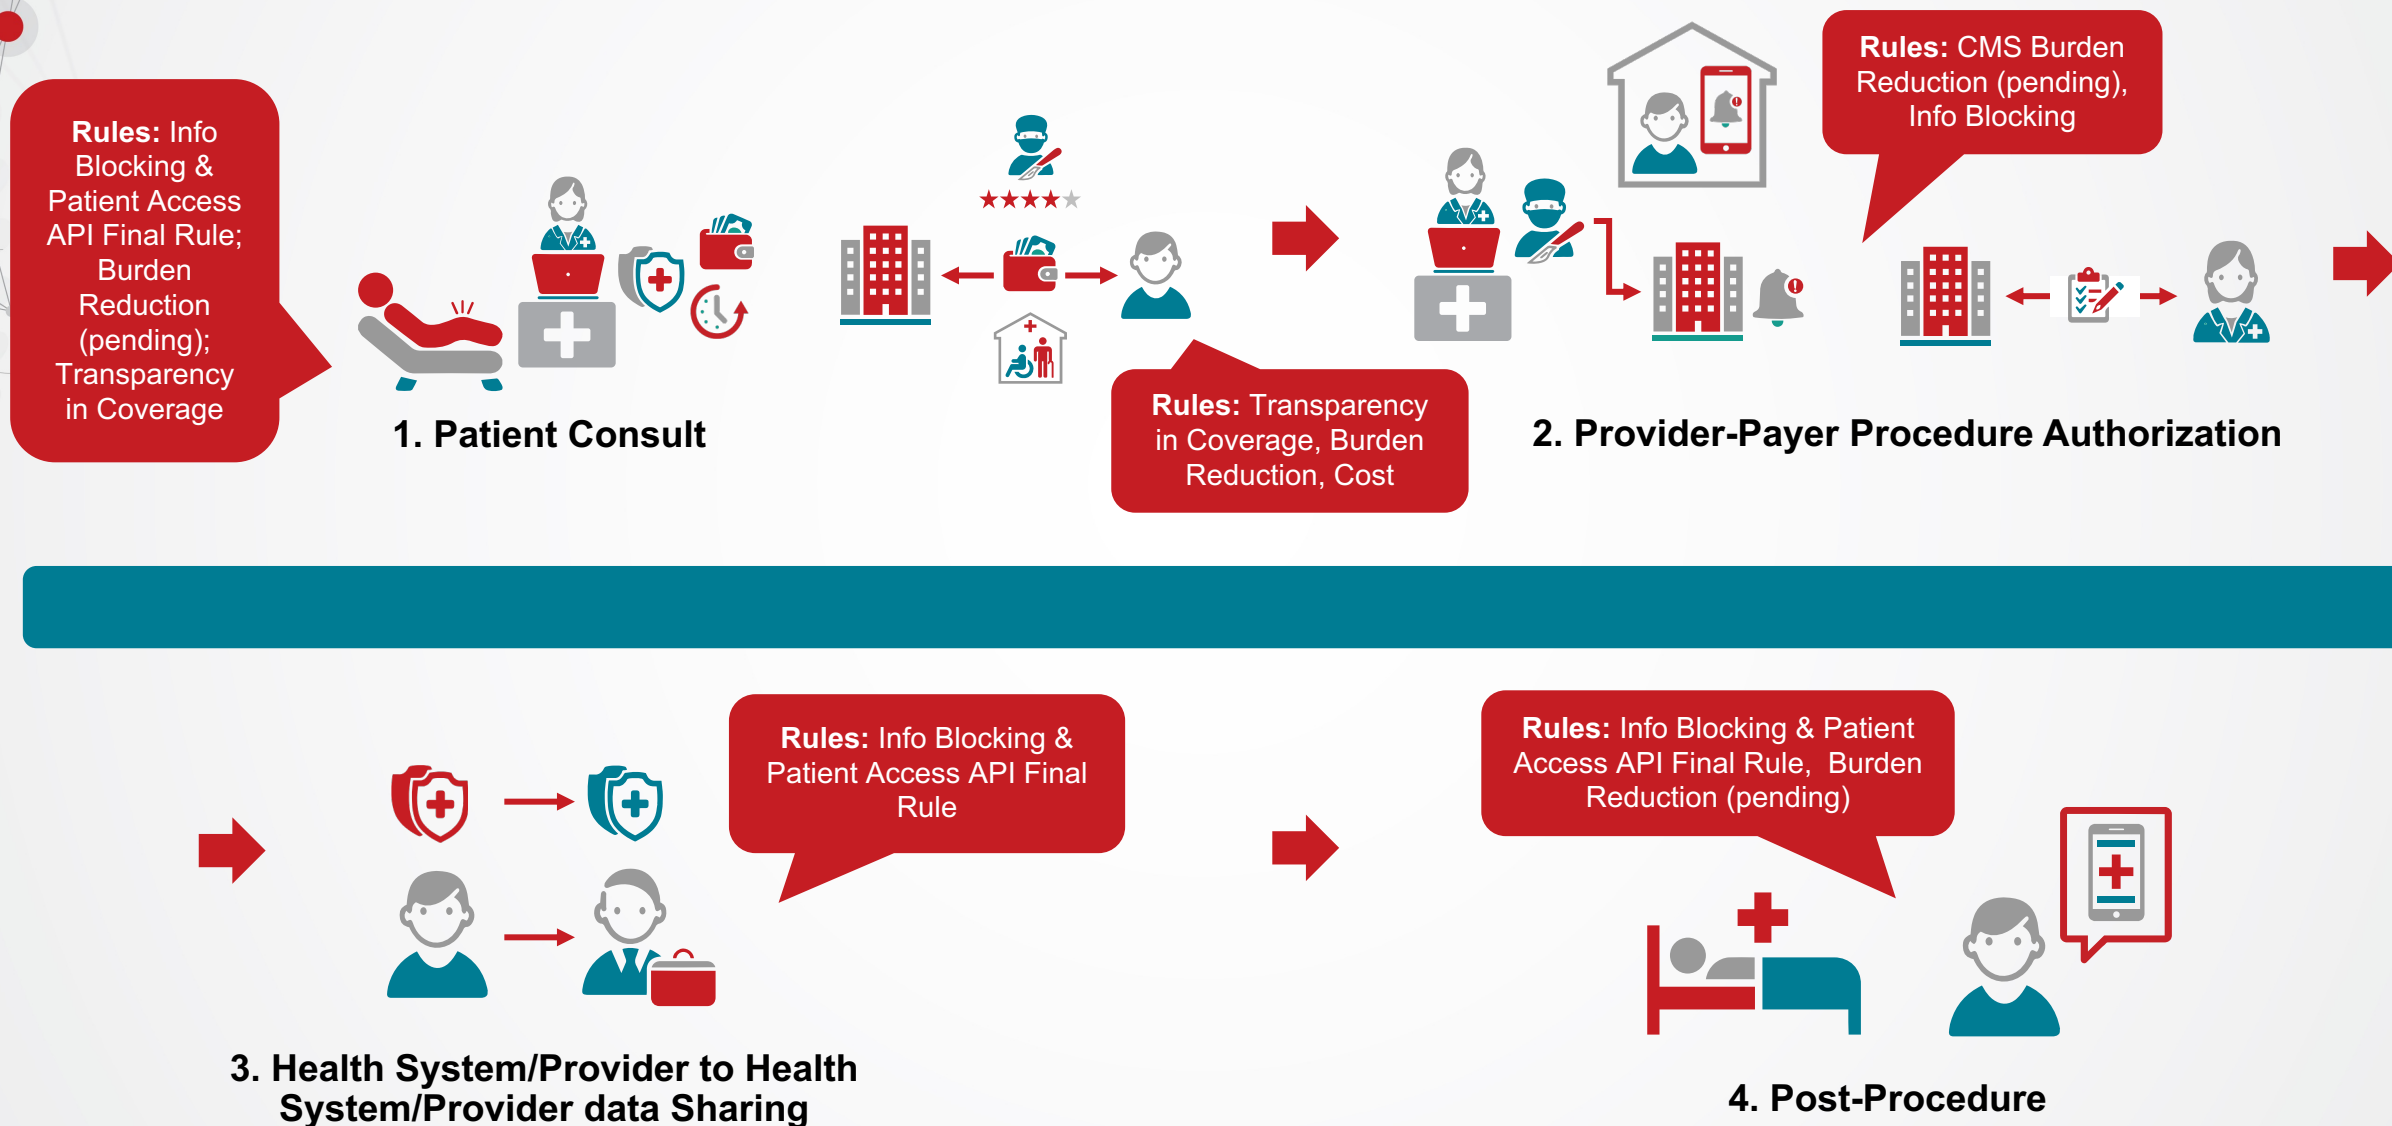 Rules: Info
Blocking &
Patient Access
API Final Rule;
Burden
Reduction
(pending);
Transparency
in Coverage
1. Patient Consult
Rules: Transparency
in Coverage, Burden
Reduction, Cost
Rules: CMS Burden
Reduction (pending),
Info Blocking
2. Provider-Payer Procedure Authorization
Rules: Info Blocking &
Patient Access API Final
Rule
3. Health System/Provider to Health
System/Provider data Sharing
Rules: Info Blocking & Patient
Access API Final Rule,  Burden
Reduction (pending)
4. Post-Procedure